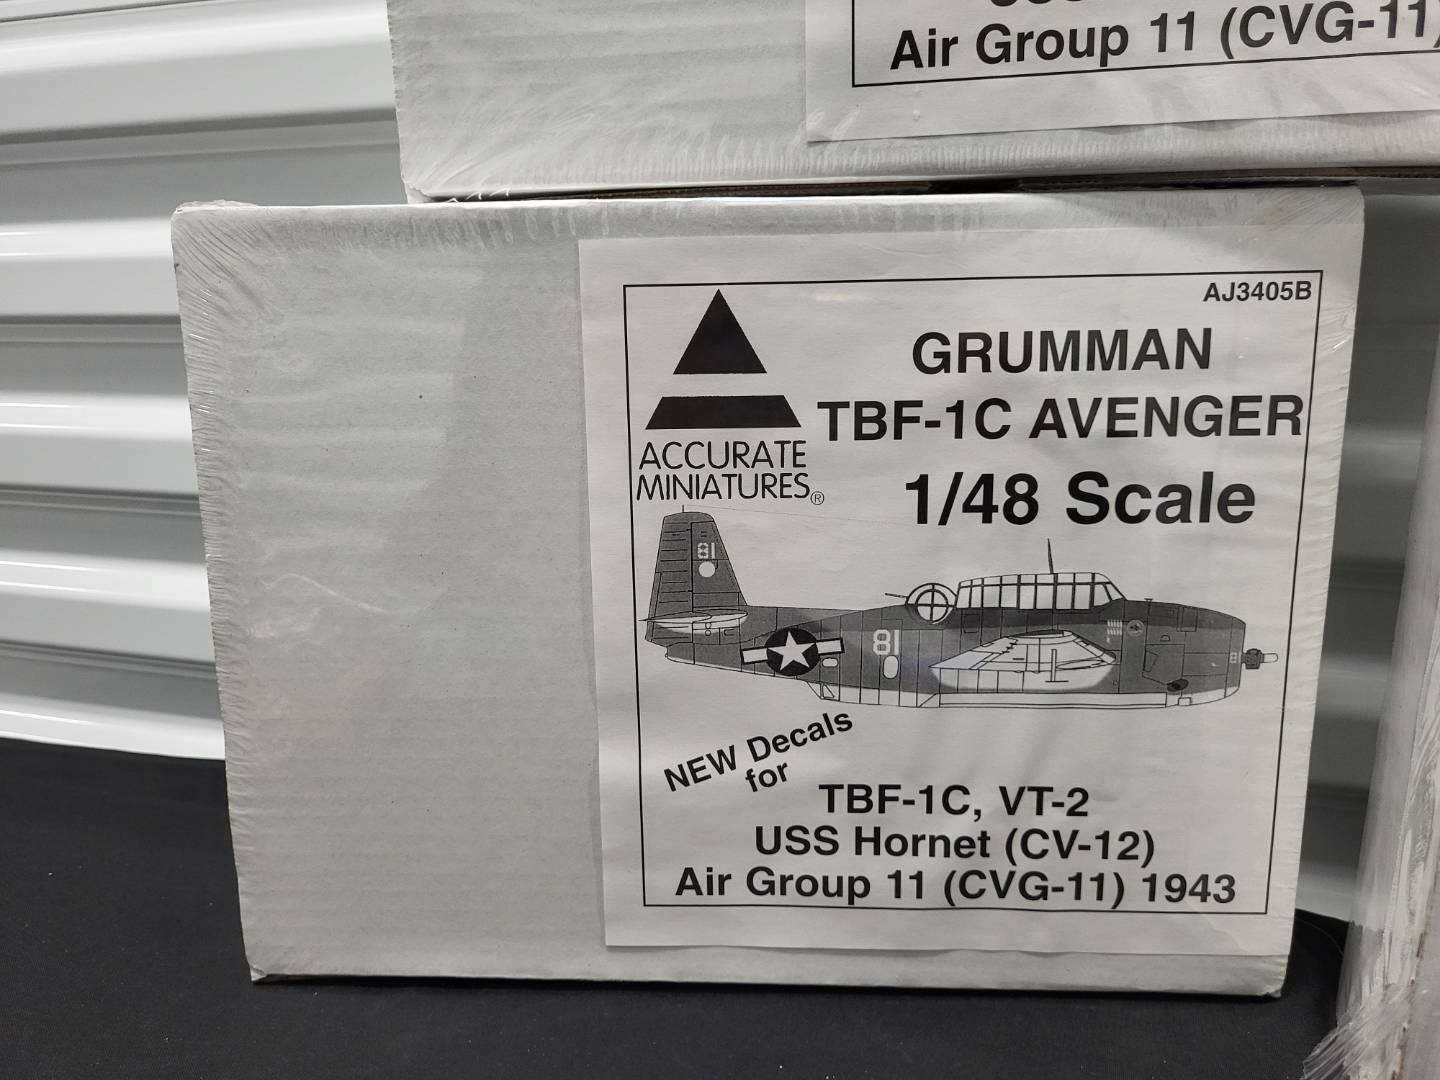 Air Group 11 (CVG-11)
AJ3405B
GRUMMAN
TBF-1C AVENGER
1/48 Scale
ACCURATE
MINIATURES®
81
81
NEW Decals
for
TBF-1C, VT-2
USS Hornet (CV-12)
Air Group 11 (CVG-11) 1943